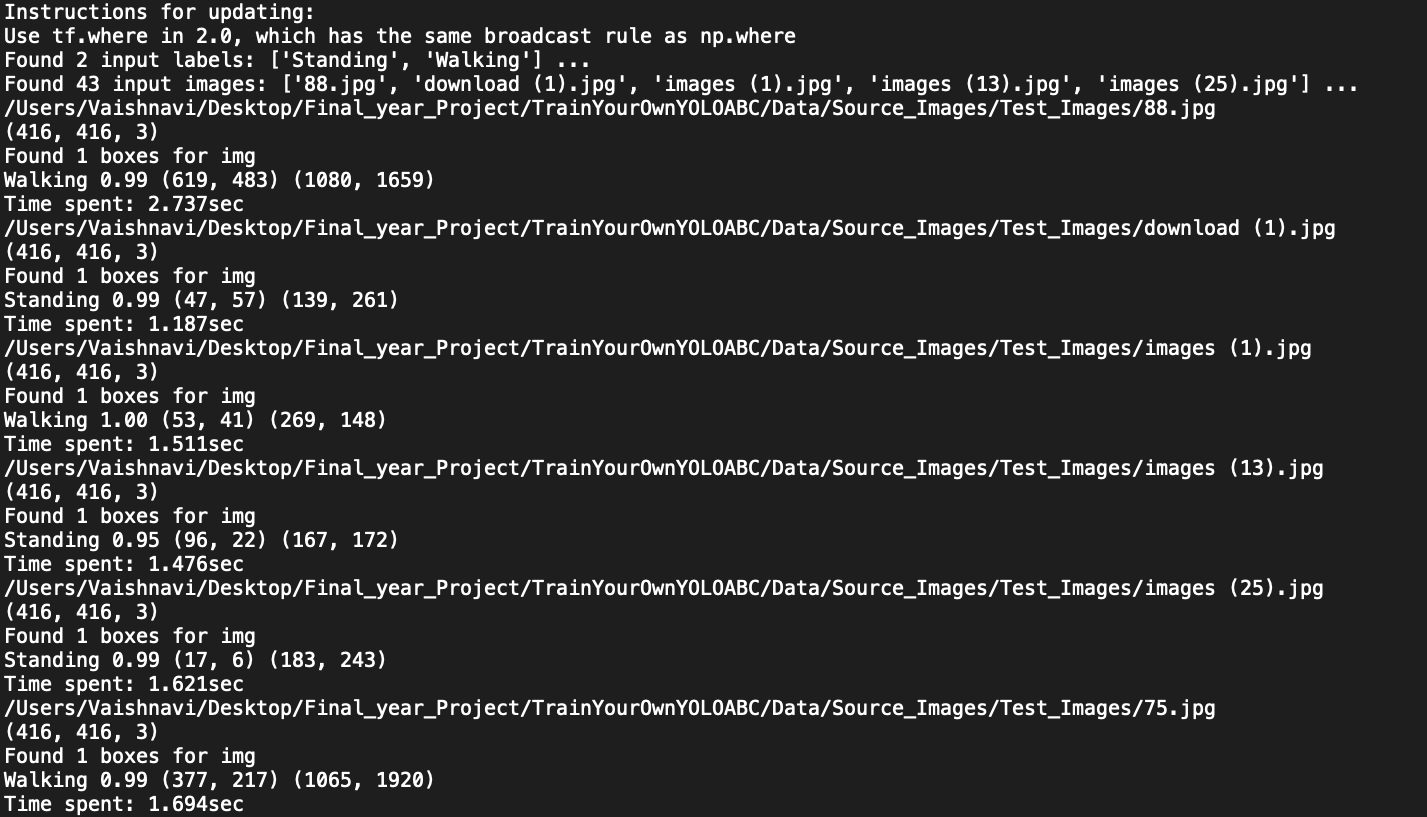 Instructions for updating:
Use tf.where in 2.0, which has the same broadcast rule as np.where
Found 2 input labels: ['Standing', 'Walking'] ...
Found 43 input images: ['88.jpg', 'download (1).jpg', 'images (1).jpg', 'images (13).jpg', 'images (25).jpg'] ...
/Users/Vaishnavi/Desktop/Final_year_Project/TrainYourOwnYOLOABC/Data/Source_Images/Test_Images/88.jpg
(416, 416, 3)
Found 1 boxes for img
Walking 0.99 (619, 483) (1080, 1659)
Time spent: 2.737sec
/Users/Vaishnavi/Desktop/Final_year_Project/TrainYourOwnYOLOABC/Data/Source_Images/Test_Images/download (1).jpg
(416, 416, 3)
Found 1 boxes for img
Standing 0.99 (47, 57) (139, 261)
Time spent: 1.187sec
/Users/Vaishnavi/Desktop/Final_year_Project/TrainYourOwnYOLOABC/Data/Source_Images/Test_Images/images (1).jpg
(416, 416, 3)
Found 1 boxes for img
Walking 1.00 (53, 41) (269, 148)
Time spent: 1.511sec
/Users/Vaishnavi/Desktop/Final_year_Project/TrainYourOwnYOLOABC/Data/Source_Images/Test_Images/images (13).jpg
(416, 416, 3)
Found 1 boxes for img
Standing 0.95 (96, 22) (167, 172)
Time spent: 1.476sec
/Users/Vaishnavi/Desktop/Final_year_Project/TrainYourOwnYOLOABC/Data/Source_Images/Test_Images/images (25).jpg
(416, 416, 3)
Found 1 boxes for img
Standing 0.99 (17, 6) (183, 243)
Time spent: 1.621sec
/Users/Vaishnavi/Desktop/Final_year_Project/TrainYourOwnYOLOABC/Data/Source_Images/Test_Images/75.jpg
(416, 416, 3)
Found 1 boxes for img
Walking 0.99 (377, 217) (1065, 1920)
Time spent: 1.694sec